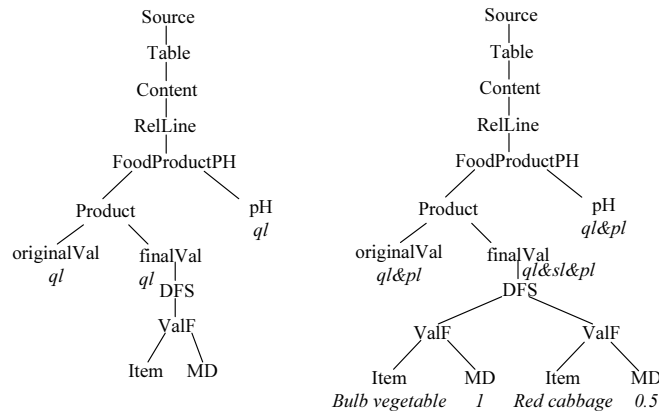 Source
Table
Content
RelLine
FoodProductPH
Product
pH
ql
originalVal
ql
finalVal
ql
DFS
ValF
Item MD
Source
Table
Content
RelLine
FoodProductPH
Product
pH
ql&pl
originalVal
ql&pl
finalVal
ql&sl&pl
DFS
ValF ValF
Item MD Item MD
Bulb vegetable 1 Red cabbage 0.5